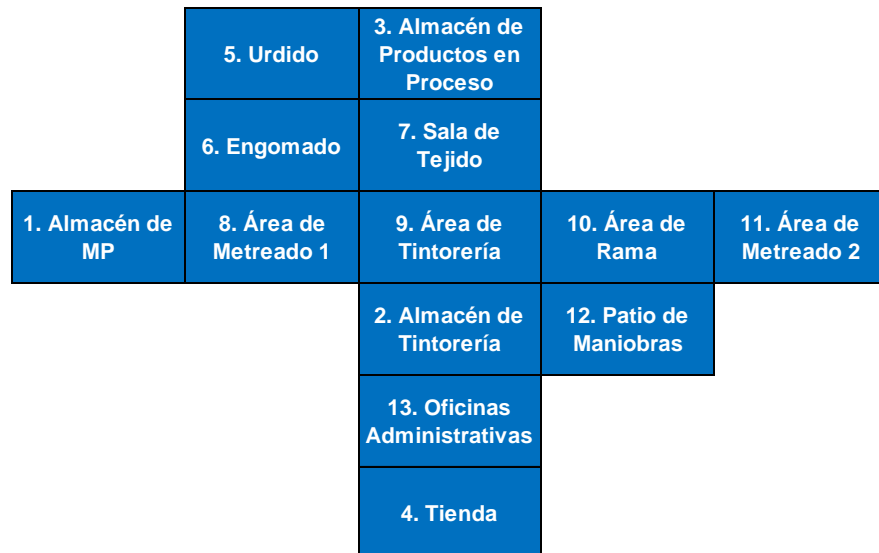 5. Urdido
3. Almacén de
Productos en
Proceso
6. Engomado
7. Sala de
Tejido
1. Almacén de
MP
8. Área de
Metreado 1
9. Área de
Tintorería
10. Área de
Rama
11. Área de
Metreado 2
2. Almacén de
Tintorería
12. Patio de
Maniobras
13. Oficinas
Administrativas
4. Tienda